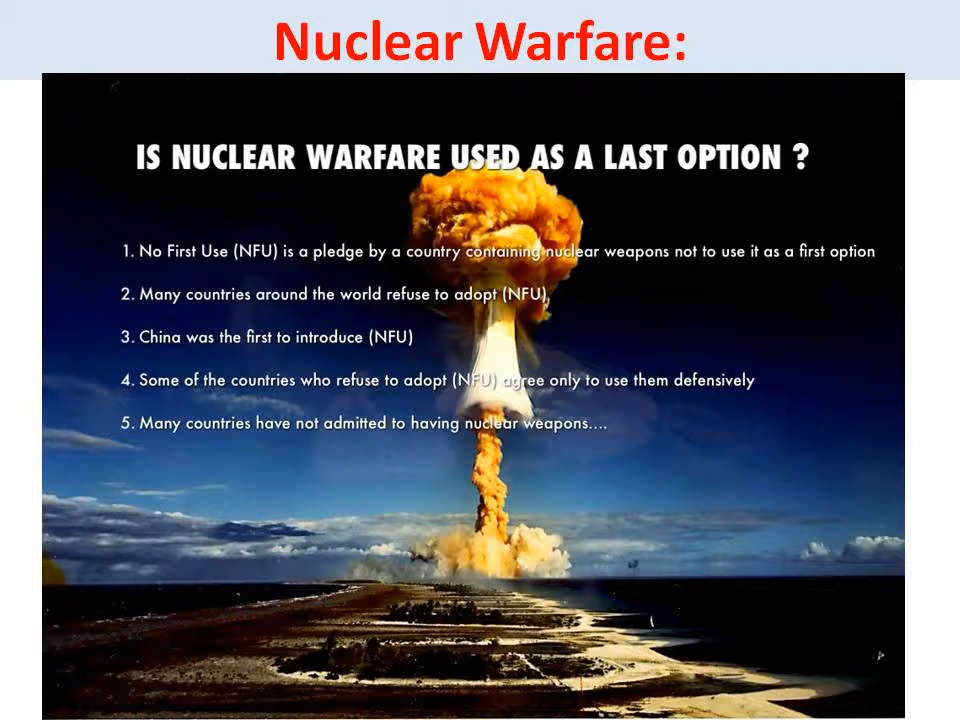 Nuclear Warfare:
IS NUCLEAR WARFARE USED AS A LAST OPTION ?
1. No First Use (NFU) is a pledge by a country containing nuclear weapons not to use it as a first option
2. Many countries around the world refuse to adopt (NFU)
3. China was the first to introduce (NFU)
4. Some of the countries who refuse to adopt (NFU) agree only to use them defensively
5. Many countries have not admitted to having nuclear weapons....